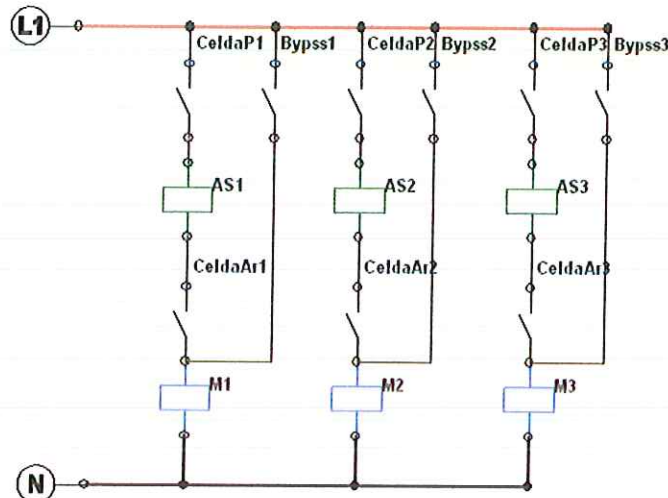 L1
CeldaP1 Bypss1 CeldaP2 Bypss2 CeldaP3 Bypss3
AS1 AS2 AS3
CeldaAr1 CeldaAr2 CeldaAr3
M1 M2 M3
N